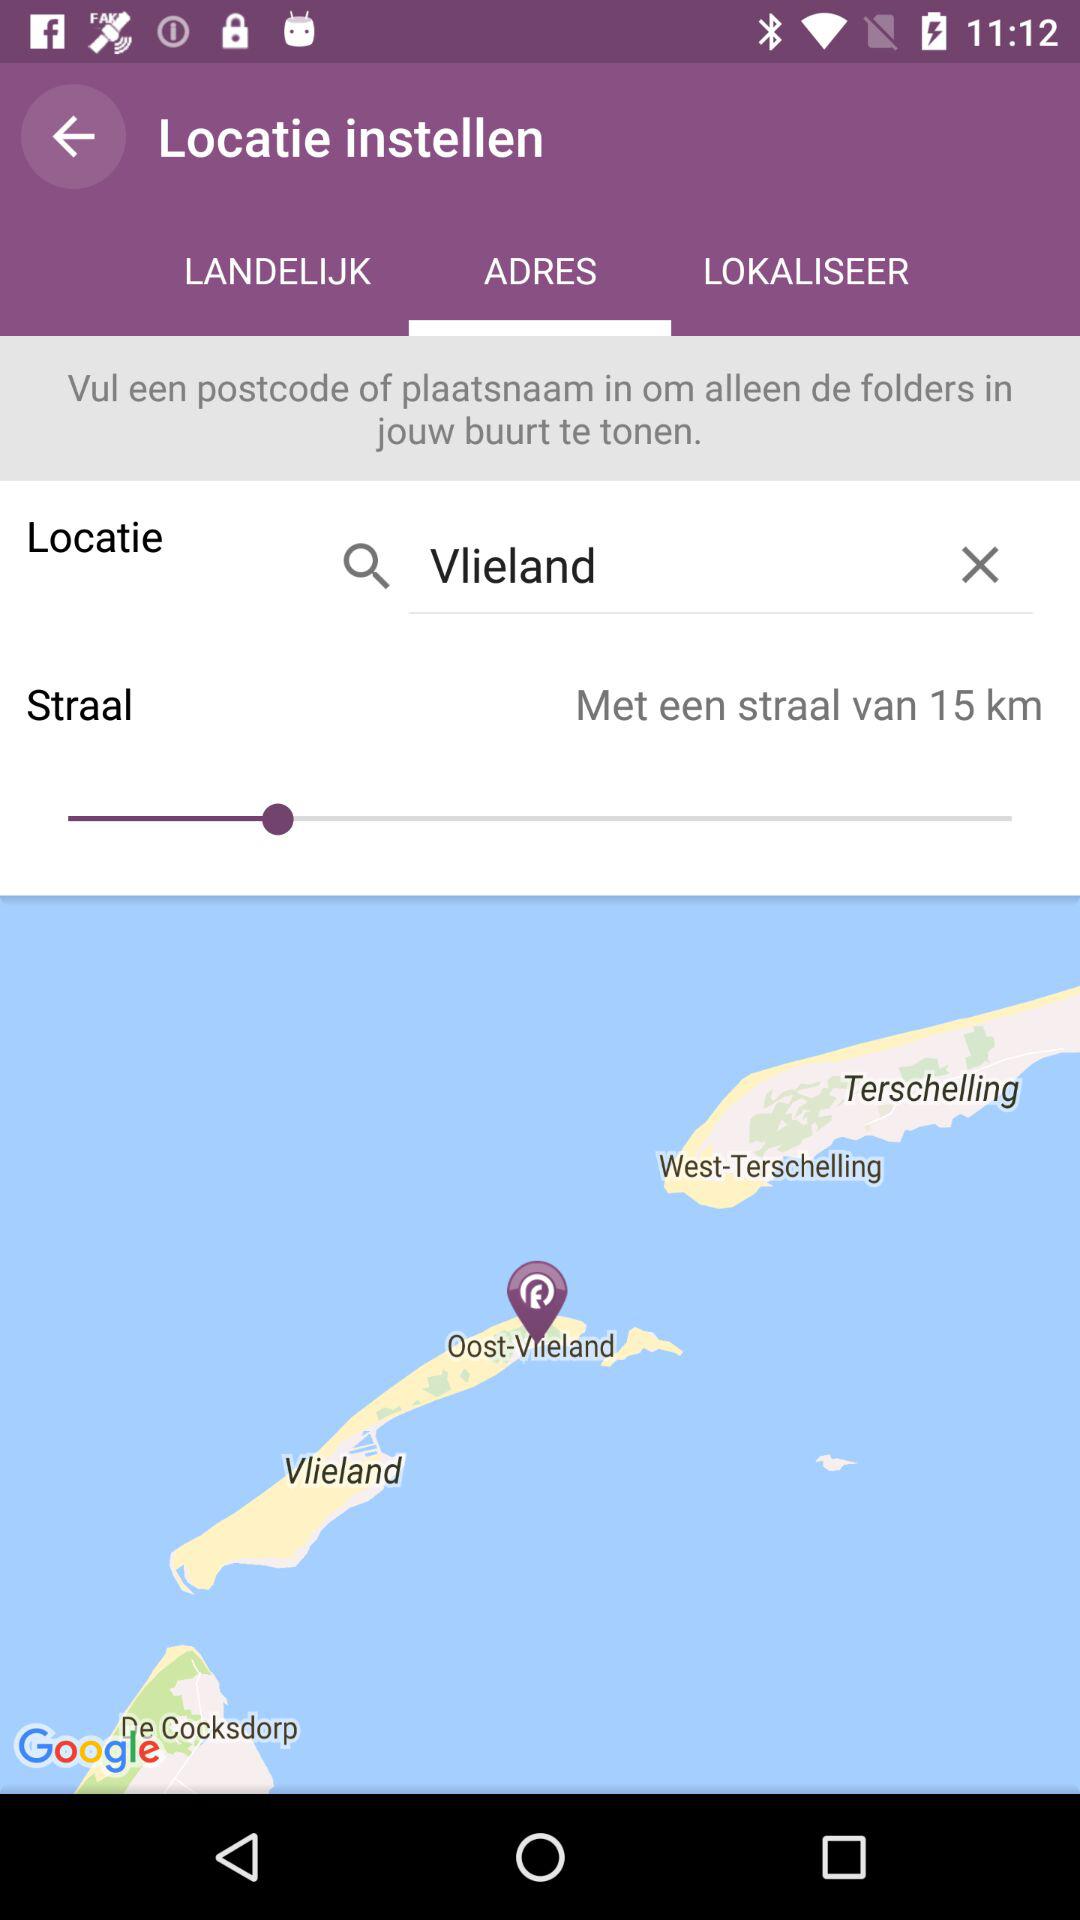 FAK
11:12
Locatie instellen
LANDELIJK ADRES LOKALISEER
Vul een postcode of plaatsnaam in om alleen de folders in
jouw buurt te tonen.
Locatie
Vlieland
Straal Met een straal van 15 km
Terschelling
West-Terschelling
Oost-Vlieland
Vlieland
De Cocksdorp
Google